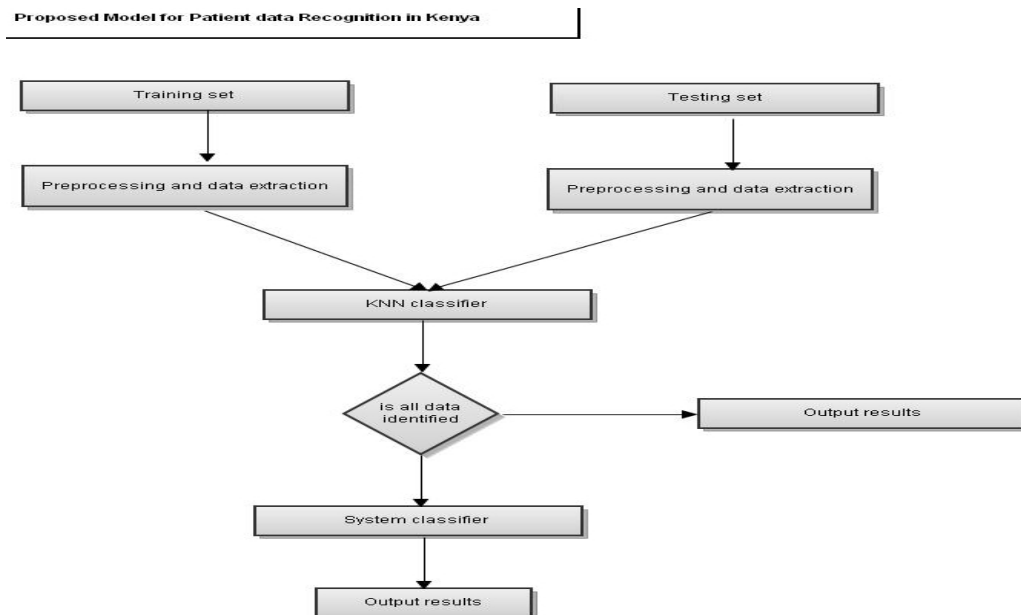 Proposed Model for Patient data Recognition in Kenya
Training set
Testing set
Preprocessing and data extraction
Preprocessing and data extraction
KNN classifier
is all data
identified
Output results
System classifier
Output results